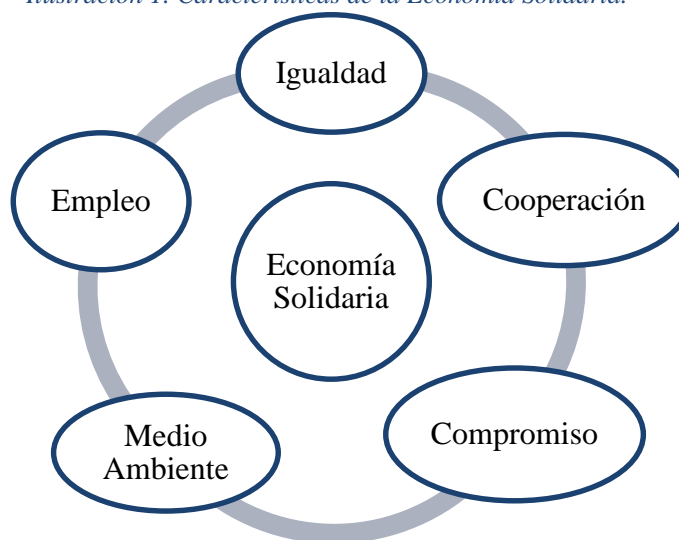 Ilustración 1: Características de la Economía Solidaria.
Igualdad
Empleo
Cooperación
Economía
Solidaria
Medio
Ambiente
Compromiso